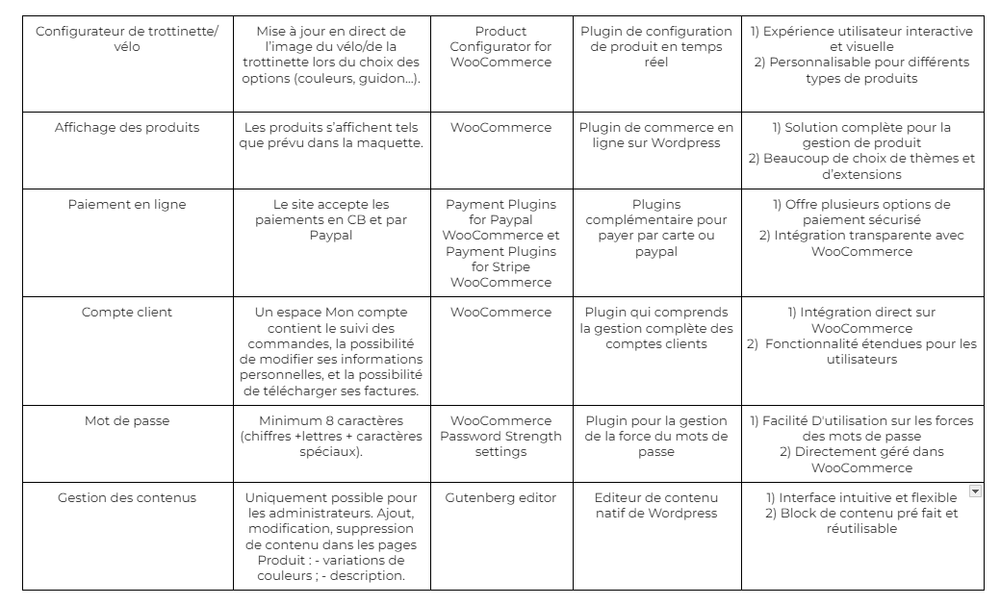 Configurateur de trottinette/
vélo
Mise à jour en direct de
l'image du vélo/de la
trottinette lors du choix des
options (couleurs, guidon...).
Product
Configurator for
WooCommerce
Plugin de configuration
de produit en temps
réel
1) Expérience utilisateur interactive
et visuelle
2) Personnalisable pour différents
types de produits
Affichage des produits
Les produits s'affichent tels
que prévu dans la maquette.
WooCommerce
Plugin de commerce en
ligne sur Wordpress
1) Solution complète pour la
gestion de produit
2) Beaucoup de choix de thèmes et
d'extensions
Paiement en ligne
Le site accepte les
paiements en CB et par
Paypal
Payment Plugins
for Paypal
WooCommerce et
Payment Plugins
for Stripe
WooCommerce
Plugins
complémentaire pour
payer par carte ou
paypal
1) Offre plusieurs options de
paiement sécurisé
2) Intégration transparente avec
WooCommerce
Compte client
Un espace Mon compte
contient le suivi des
commandes, la possibilité
de modifier ses informations
personnelles, et la possibilité
de télécharger ses factures.
WooCommerce
Plugin qui comprends
la gestion complète des
comptes clients
1) Intégration direct sur
WooCommerce
2) Fonctionnalité étendues pour les
utilisateurs
Mot de passe
Minimum 8 caractères
(chiffres +lettres + caractères
spéciaux).
WooCommerce
Password Strength
settings
Plugin pour la gestion
de la force du mots de
passe
1) Facilité D'utilisation sur les forces
des mots de passe
2) Directement géré dans
WooCommerce
Gestion des contenus
Uniquement possible pour
les administrateurs. Ajout,
modification, suppression
de contenu dans les pages
Produit : - variations de
couleurs ; - description.
Gutenberg editor
Editeur de contenu
natif de Wordpress
1) Interface intuitive et flexible
2) Block de contenu pré fait et
réutilisable